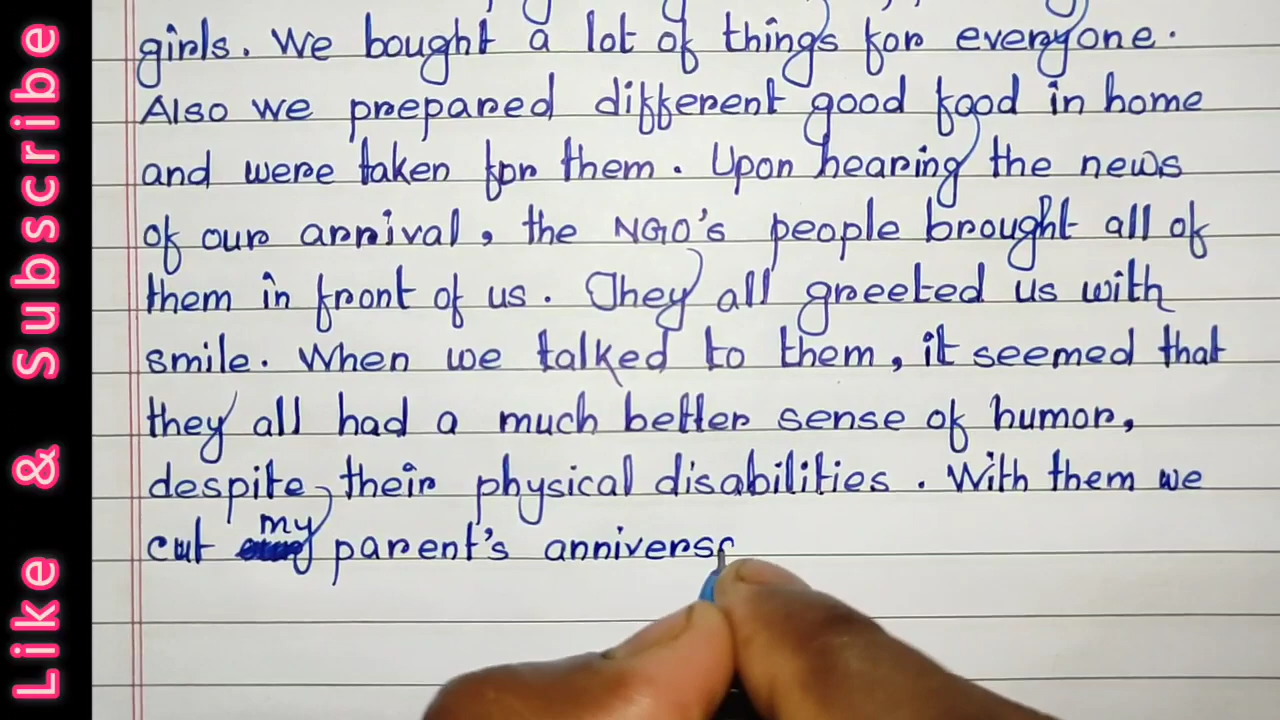 Like & Subscribe
girls. We bought a lot of things for everyone.
Also we prepared different good food in home
and were taken for them. Upon hearing the news
of our arrival, the NGO's people brought all of
them in front of us. They all greeted us with
smile. When we talked to them, it seemed that
they all had a much better sense of humor,
despite their physical disabilities. With them we
cut my parent's annivers